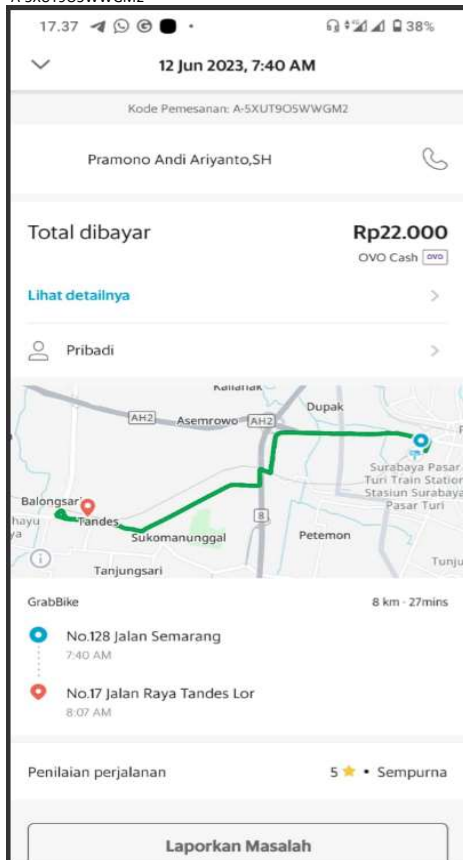 A-5XUT9O5WWGM2
17.37 38%
12 Jun 2023, 7:40 AM
Kode Pemesanan: A-5XUT9O5WWGM2
Pramono Andi Ariyanto,SH
Total dibayar Rp22.000
OVO Cash OVO
Lihat detailnya
Pribadi
Kalianak
AH2 Asemrowo AH2 Dupak
Surabaya Pasar
Turi Train Station
Stasiun Surabaya
Pasar Turi
Balongsari
Tandes
8
Sukomanunggal Petemon
Tanjungsari
GrabBike 8 km · 27mins
No.128 Jalan Semarang
7:40 AM
No.17 Jalan Raya Tandes Lor
8:07 AM
Penilaian perjalanan 5 ★ • Sempurna
Laporkan Masalah